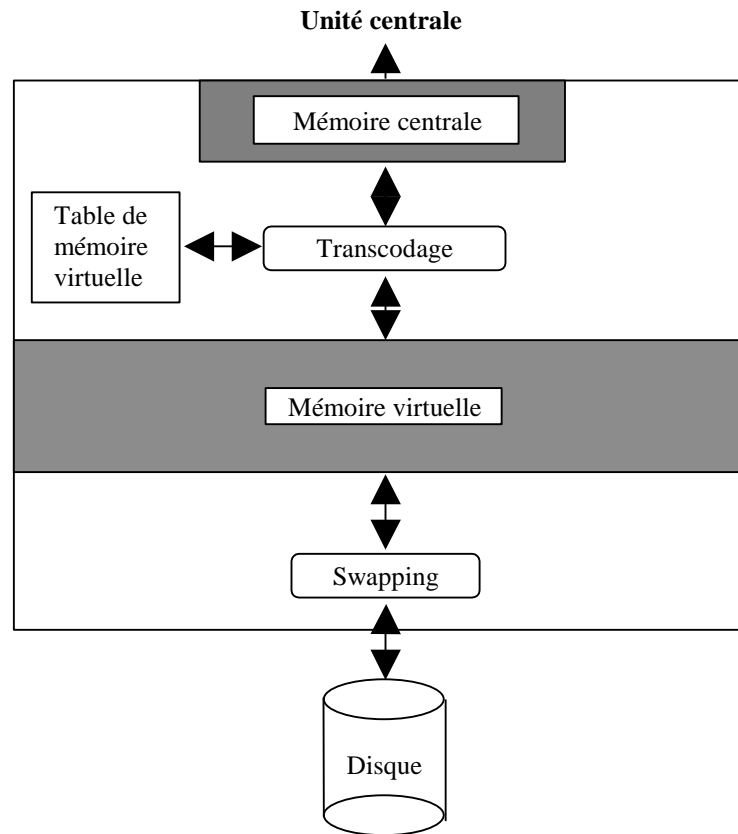 Unité centrale
Mémoire centrale
Table de
mémoire
virtuelle
Transcodage
Mémoire virtuelle
Swapping
Disque